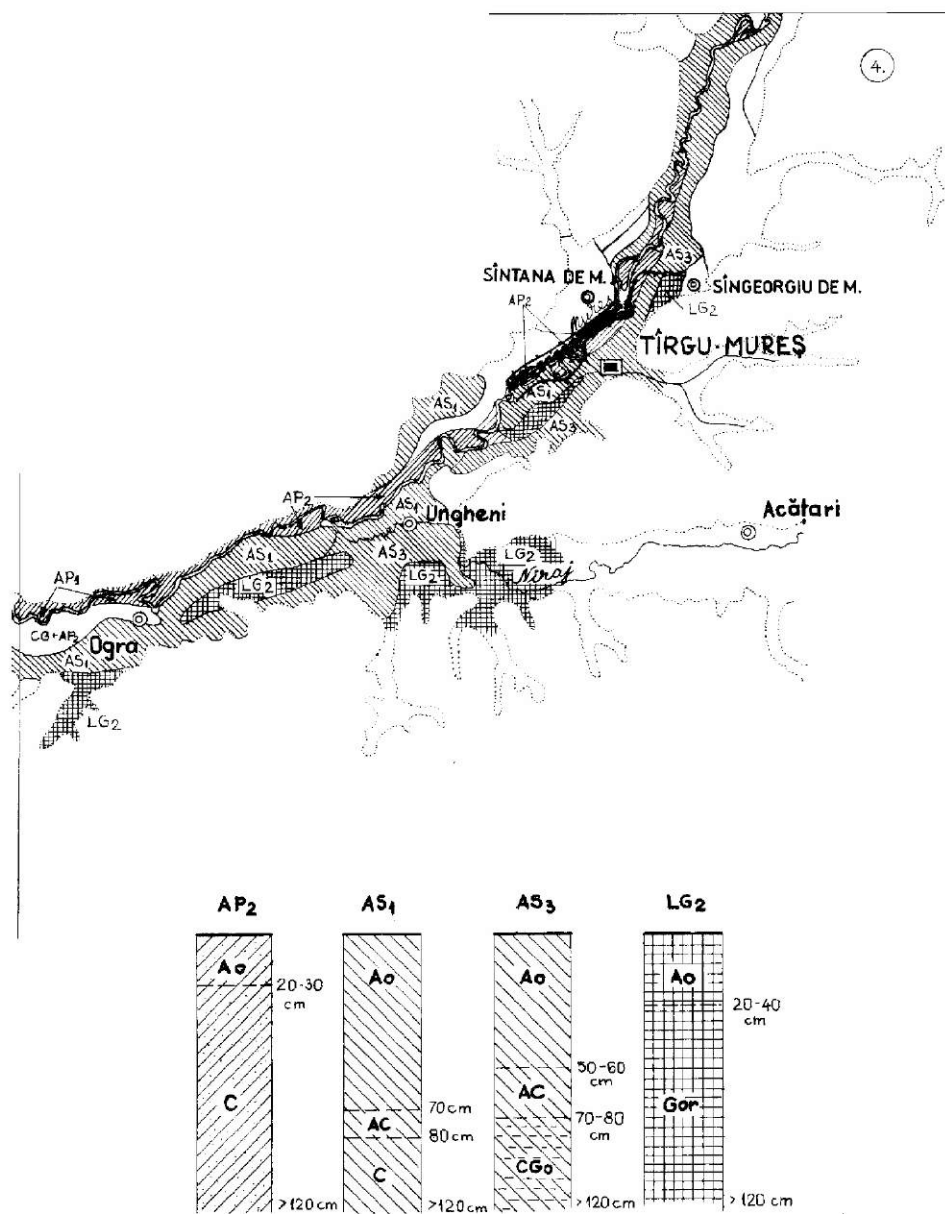 4.
AS3
SÎNTANA DE M.
SÎNGEORGIU DE M.
AP2
LG2
TÎRGU-MUREȘ
AS1
AS1
AS3
AP2
AS1
Ungheni
Acățari
AS1
AS3
LG2
LG2
LG2
Niraj
AP1
CG+AP2
Ogra
AS1
LG2
AP2 AS1 AS3 LG2
Ao Ao Ao Ao
20-30 cm
20-40 cm
50-60 cm
C AC Gor
70 cm
70-80 cm
AC
80 cm
C CGo
>120 cm >120 cm >120 cm >120 cm